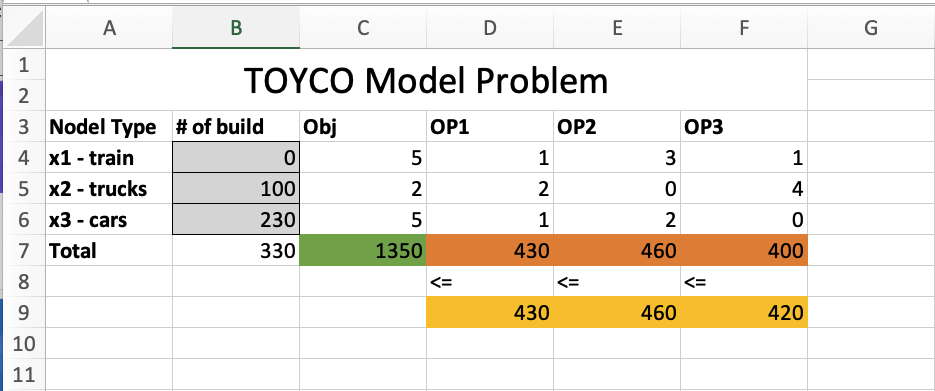 A B C D E F G
1
2 TOYCO Model Problem
3 Nodel Type # of build Obj OP1 OP2 OP3
4 x1 - train 0 5 1 3 1
5 x2 - trucks 100 2 2 0 4
6 x3 - cars 230 5 1 2 0
7 Total 330 1350 430 460 400
8 <= <= <=
9 430 460 420
10
11